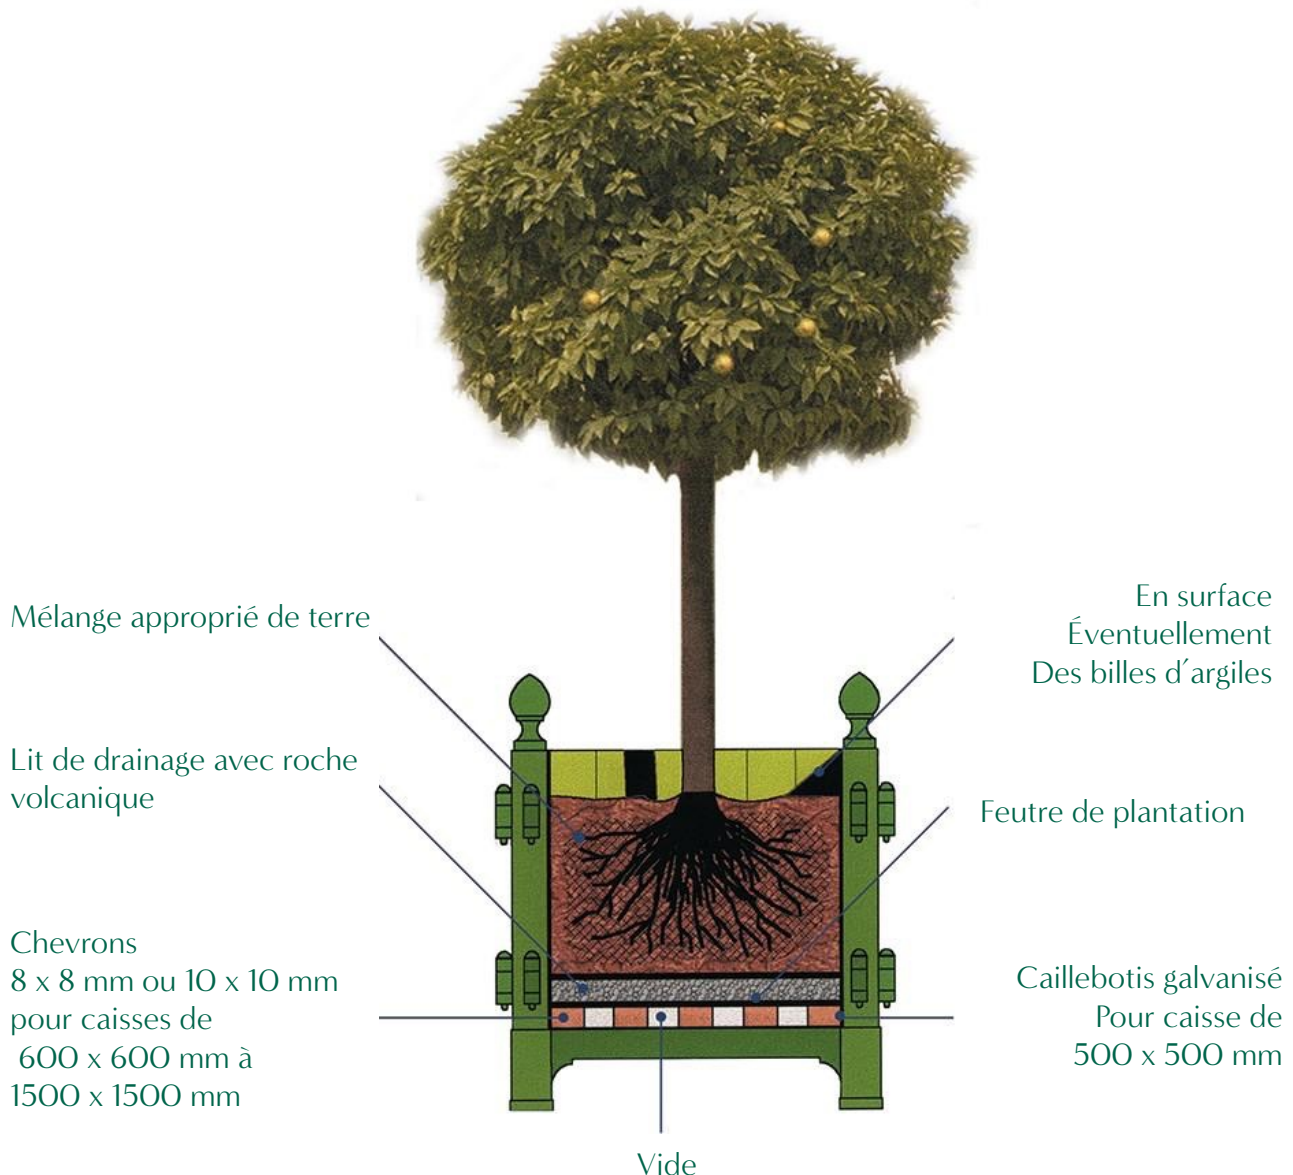 Mélange approprié de terre
Lit de drainage avec roche
volcanique
Chevrons
8 x 8 mm ou 10 x 10 mm
pour caisses de
600 x 600 mm à
1500 x 1500 mm
En surface
Éventuellement
Des billes d´argiles
Feutre de plantation
Caillebotis galvanisé
Pour caisse de
500 x 500 mm
Vide